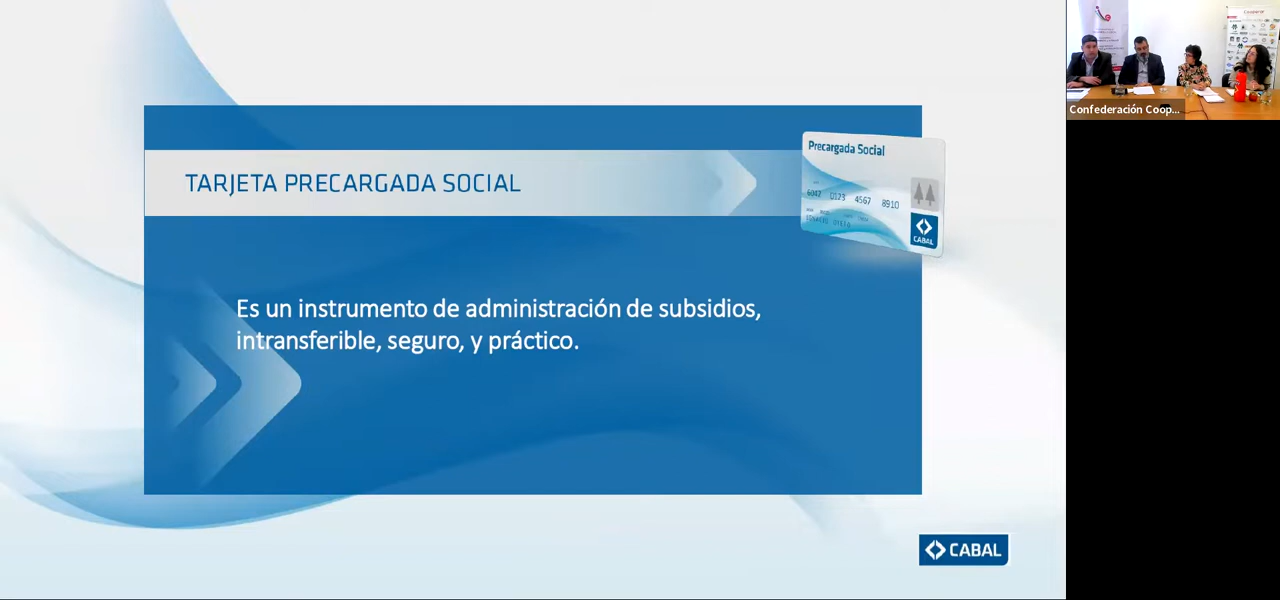 TARJETA PRECARGADA SOCIAL
Precargada Social
6042 0123 4567 8910
CABAL
Es un instrumento de administración de subsidios,
intransferible, seguro, y práctico.
CABAL
Confederación Coop...